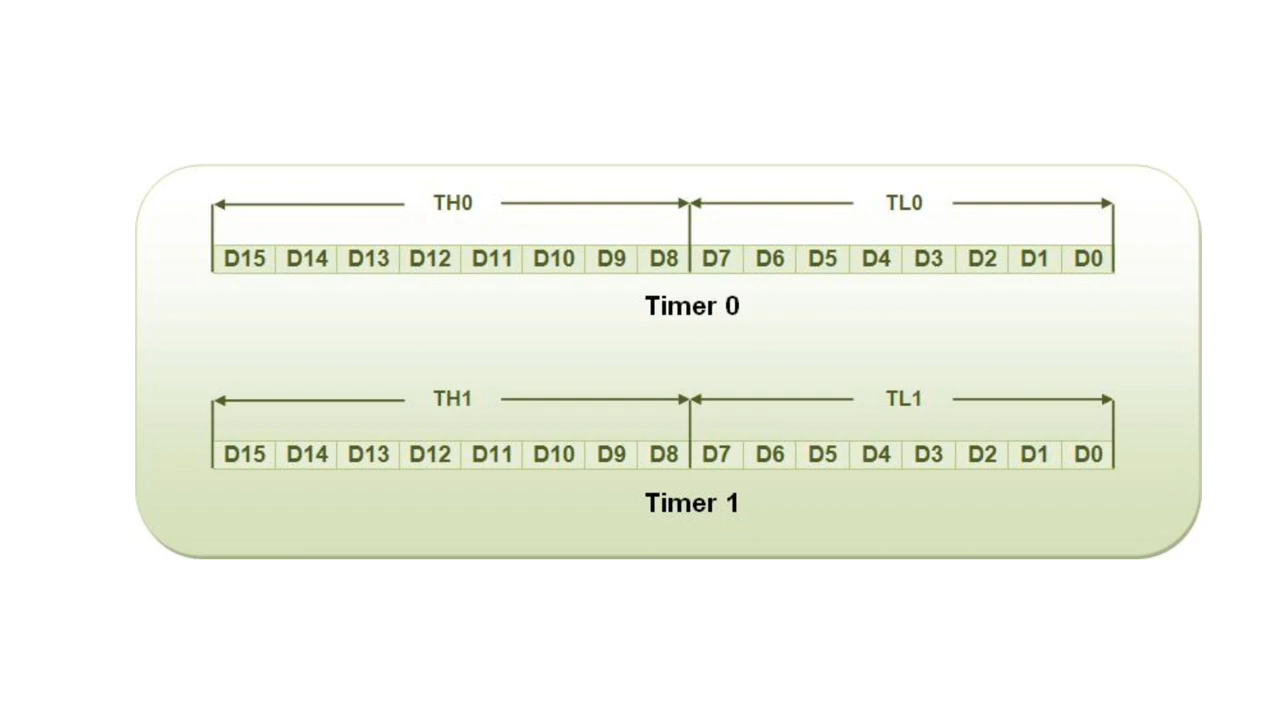 TH0 TL0
D15 D14 D13 D12 D11 D10 D9 D8 D7 D6 D5 D4 D3 D2 D1 D0
Timer 0
TH1 TL1
D15 D14 D13 D12 D11 D10 D9 D8 D7 D6 D5 D4 D3 D2 D1 D0
Timer 1